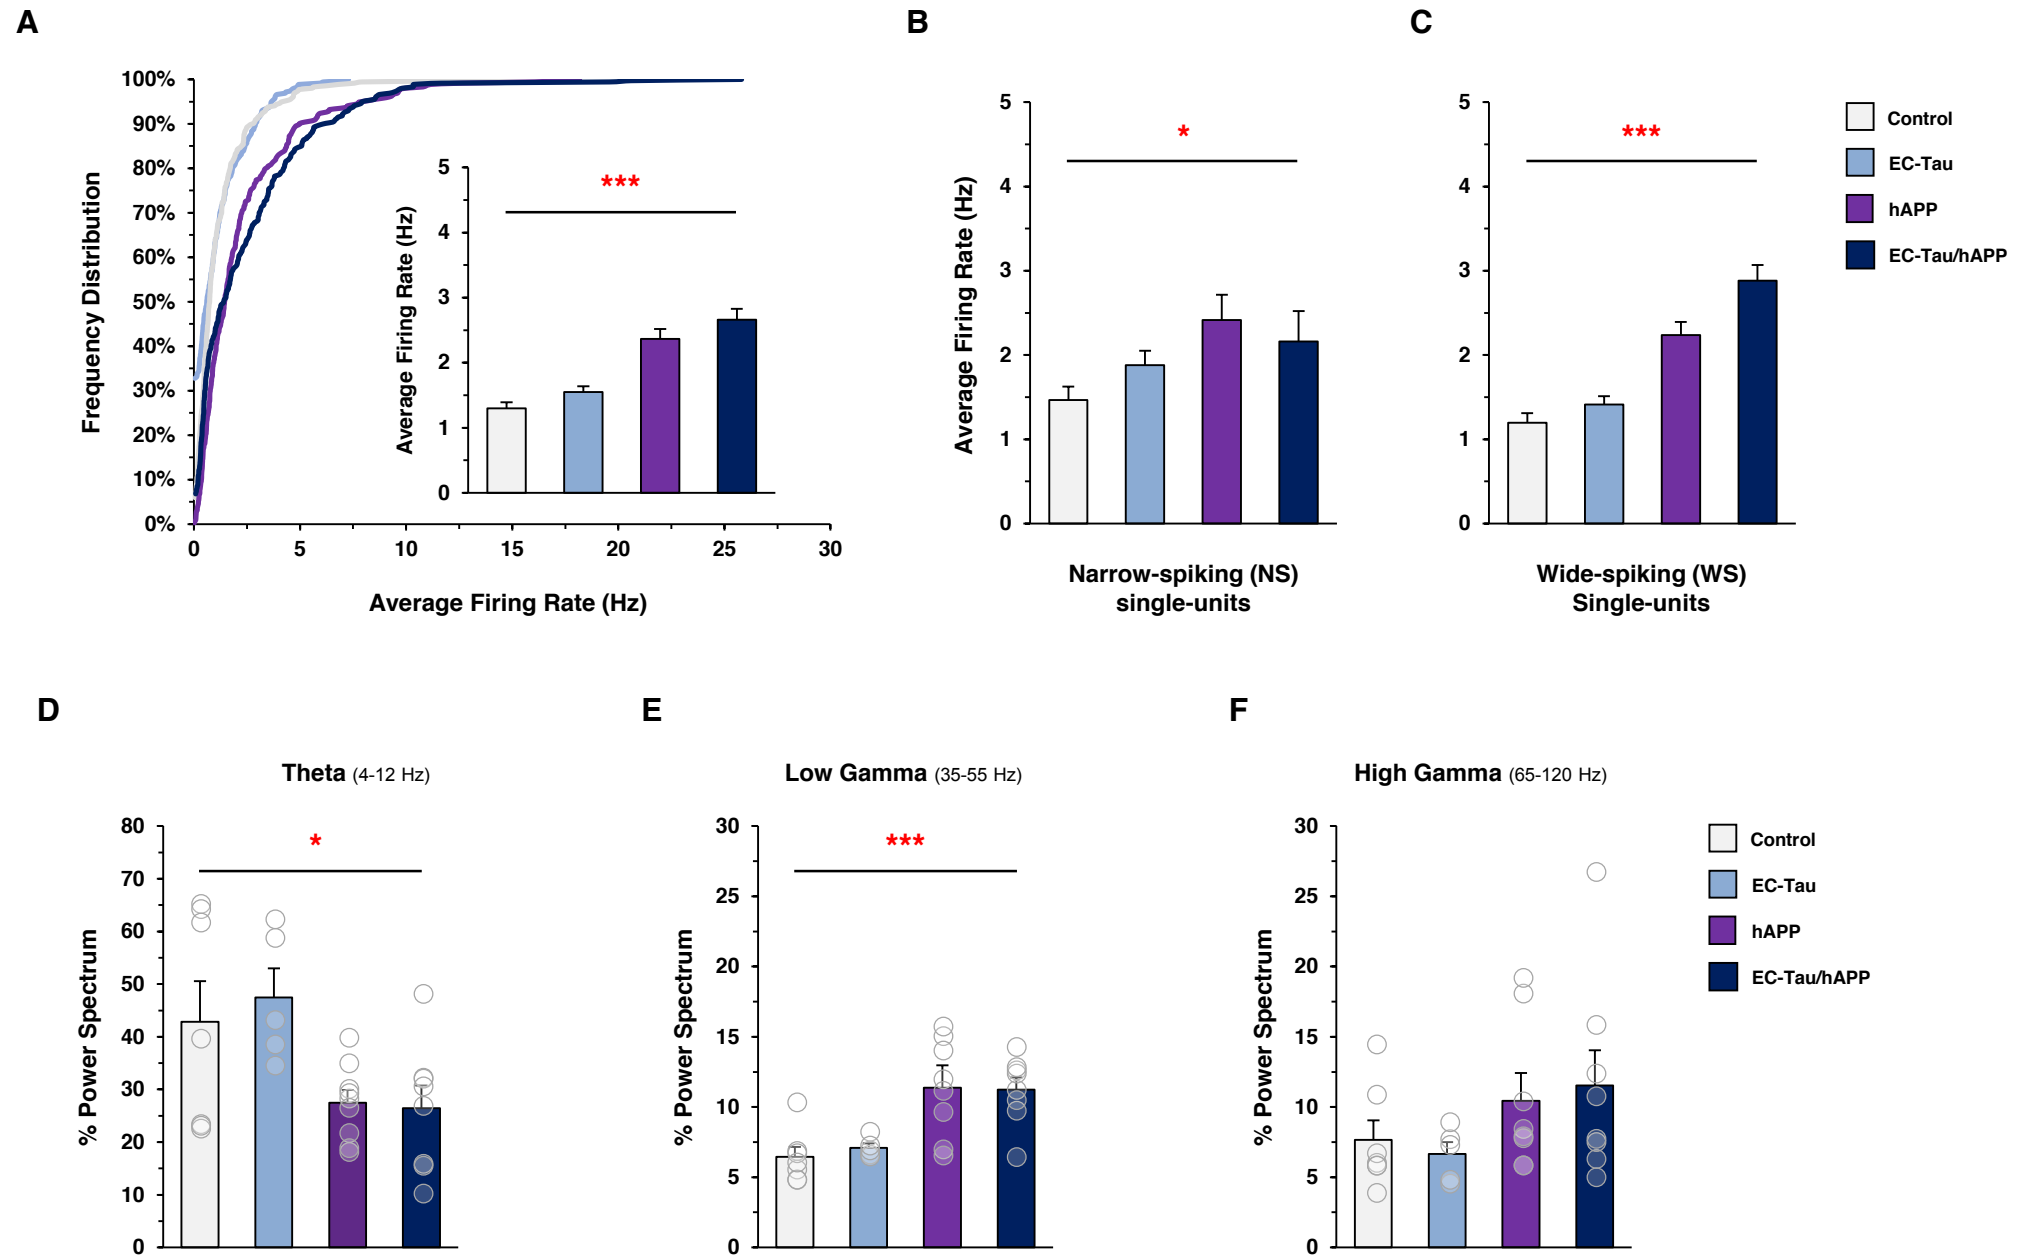 A
B
C
100%
90%
80%
70%
60%
50%
40%
30%
20%
10%
0%
Frequency Distribution
0
5
10
15
20
25
30
Average Firing Rate (Hz)
5
4
3
2
1
0
Average Firing Rate (Hz)
***
5
4
3
2
1
0
Average Firing Rate (Hz)
*
Narrow-spiking (NS)
single-units
5
4
3
2
1
0
***
Wide-spiking (WS)
Single-units
Control
EC-Tau
hAPP
EC-Tau/hAPP
D
E
F
Theta (4-12 Hz)
80
70
60
50
40
30
20
10
0
% Power Spectrum
*
Low Gamma (35-55 Hz)
30
25
20
15
10
5
0
% Power Spectrum
***
High Gamma (65-120 Hz)
30
25
20
15
10
5
0
% Power Spectrum
Control
EC-Tau
hAPP
EC-Tau/hAPP